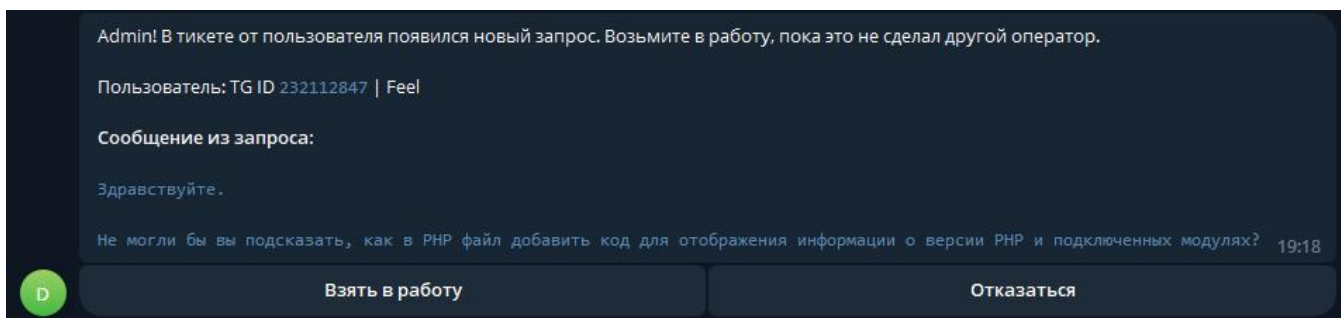 Admin! В тикете от пользователя появился новый запрос. Возьмите в работу, пока это не сделал другой оператор.
Пользователь: TG ID 232112847 | Feel
Сообщение из запроса:
Здравствуйте.
Не могли бы вы подсказать, как в PHP файл добавить код для отображения информации о версии PHP и подключенных модулях?
19:18
D
Взять в работу
Отказаться